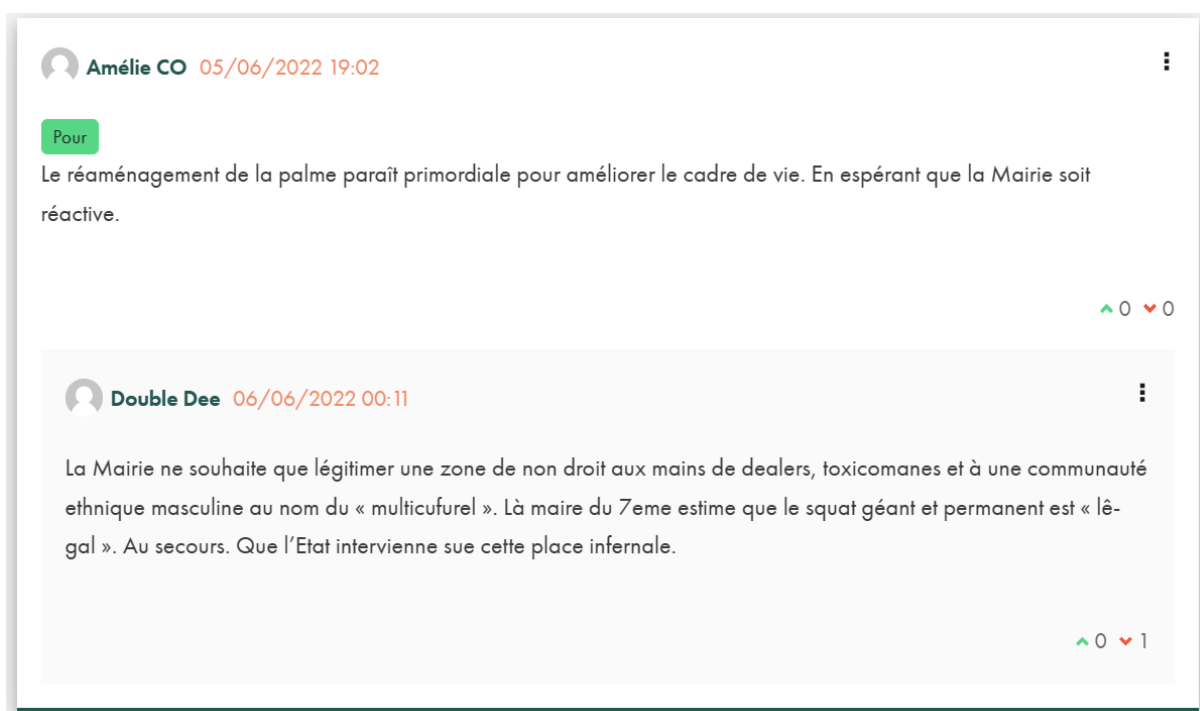 Amélie CO 05/06/2022 19:02
Pour
Le réaménagement de la palme paraît primordiale pour améliorer le cadre de vie. En espérant que la Mairie soit
réactive.
0 0
Double Dee 06/06/2022 00:11
La Mairie ne souhaite que légitimer une zone de non droit aux mains de dealers, toxicomanes et à une communauté
ethnique masculine au nom du « multicufurel ». Là maire du 7eme estime que le squat géant et permanent est « lê-
gal ». Au secours. Que l’Etat intervienne sue cette place infernale.
0 1